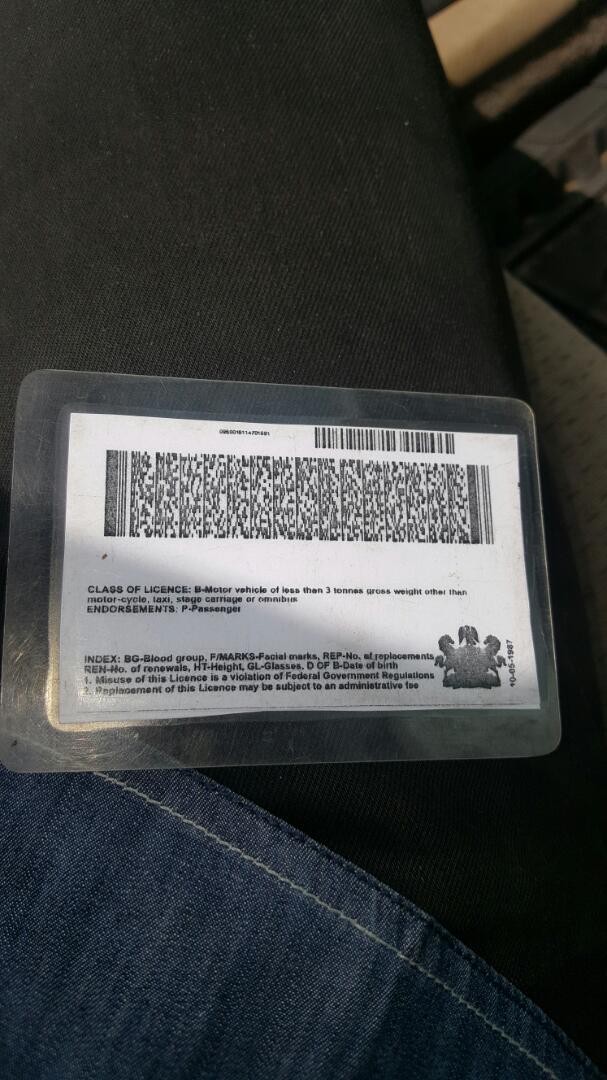 CLASS OF LICENCE: B-Motor vehicle of less than 3 tonnes gross weight other than
motor-cycle, taxi, stage carriage or omnibus
ENDORSEMENTS: P-Passenger
INDEX: BG-Blood group, F/MARKS-Facial marks, REP-No. of replacements
REN-No. of renewals, HT-Height, GL-Glasses, D OF B-Date of birth
1. Misuse of this Licence is a violation of Federal Government Regulations
2. Replacement of this Licence may be subject to an administrative fee
10-05-1987